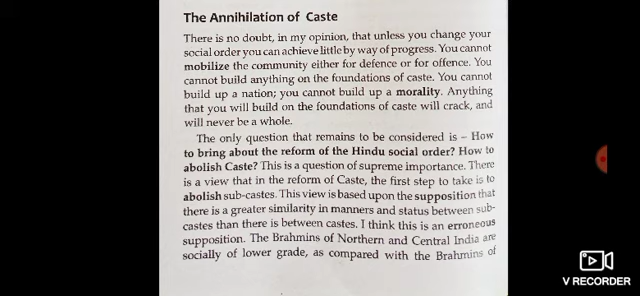 The Annihilation of Caste
There is no doubt, in my opinion, that unless you change your
social order you can achieve little by way of progress. You cannot
mobilize the community either for defence or for offence. You
cannot build anything on the foundations of caste. You cannot
build up a nation; you cannot build up a morality. Anything
that you will build on the foundations of caste will crack, and
will never be a whole.
The only question that remains to be considered is – How
to bring about the reform of the Hindu social order? How to
abolish Caste? This is a question of supreme importance. There
is a view that in the reform of Caste, the first step to take is to
abolish sub-castes. This view is based upon the supposition that
there is a greater similarity in manners and status between sub-
castes than there is between castes. I think this is an erroneous
supposition. The Brahmins of Northern and Central India are
socially of lower grade, as compared with the Brahmins of
V RECORDER